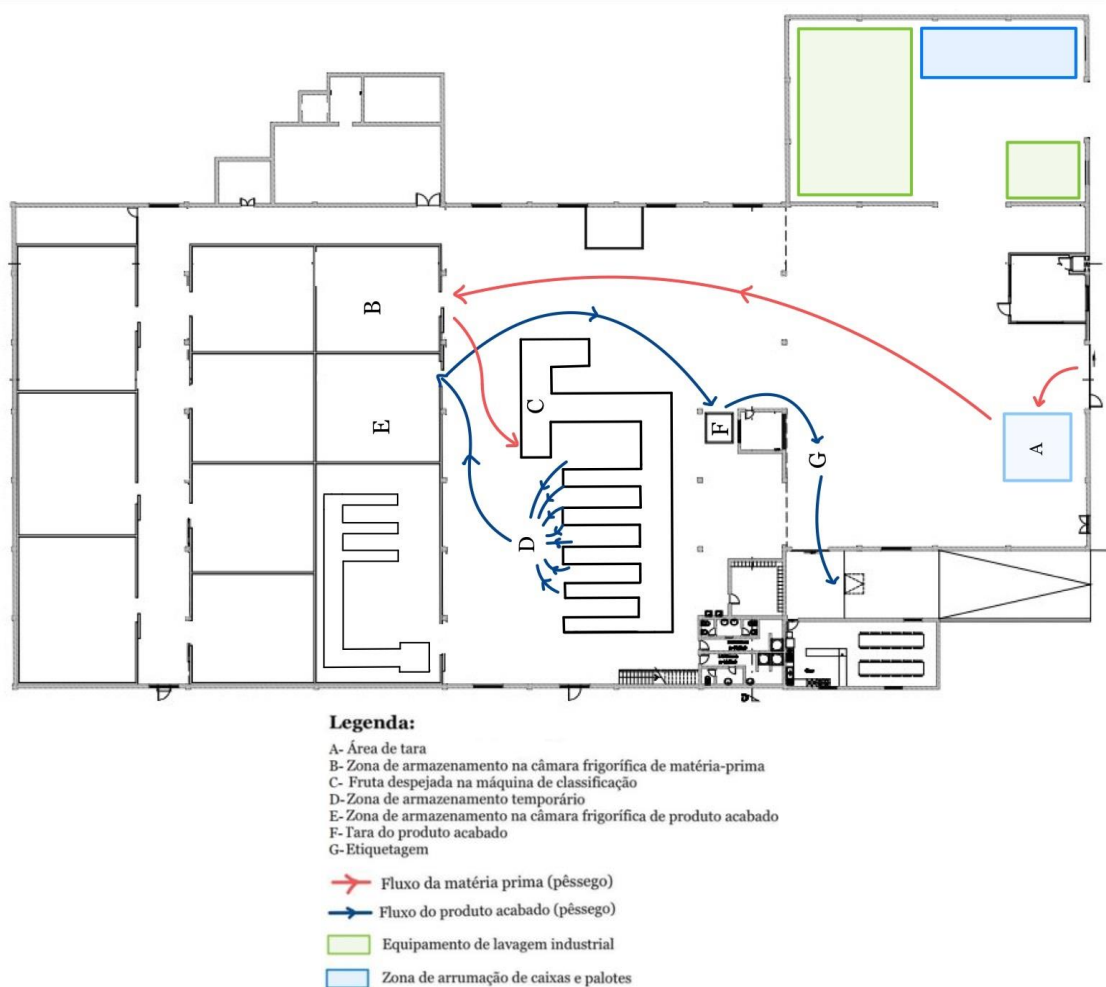 B
C
E
F
A
G
D
Legenda:
A- Área de tara
B- Zona de armazenamento na câmara frigorífica de matéria-prima
C- Fruta despejada na máquina de classificação
D- Zona de armazenamento temporário
E- Zona de armazenamento na câmara frigorífica de produto acabado
F- Tara do produto acabado
G- Etiquetagem
Fluxo da matéria prima (pêssego)
Fluxo do produto acabado (pêssego)
Equipamento de lavagem industrial
Zona de arrumação de caixas e palotes